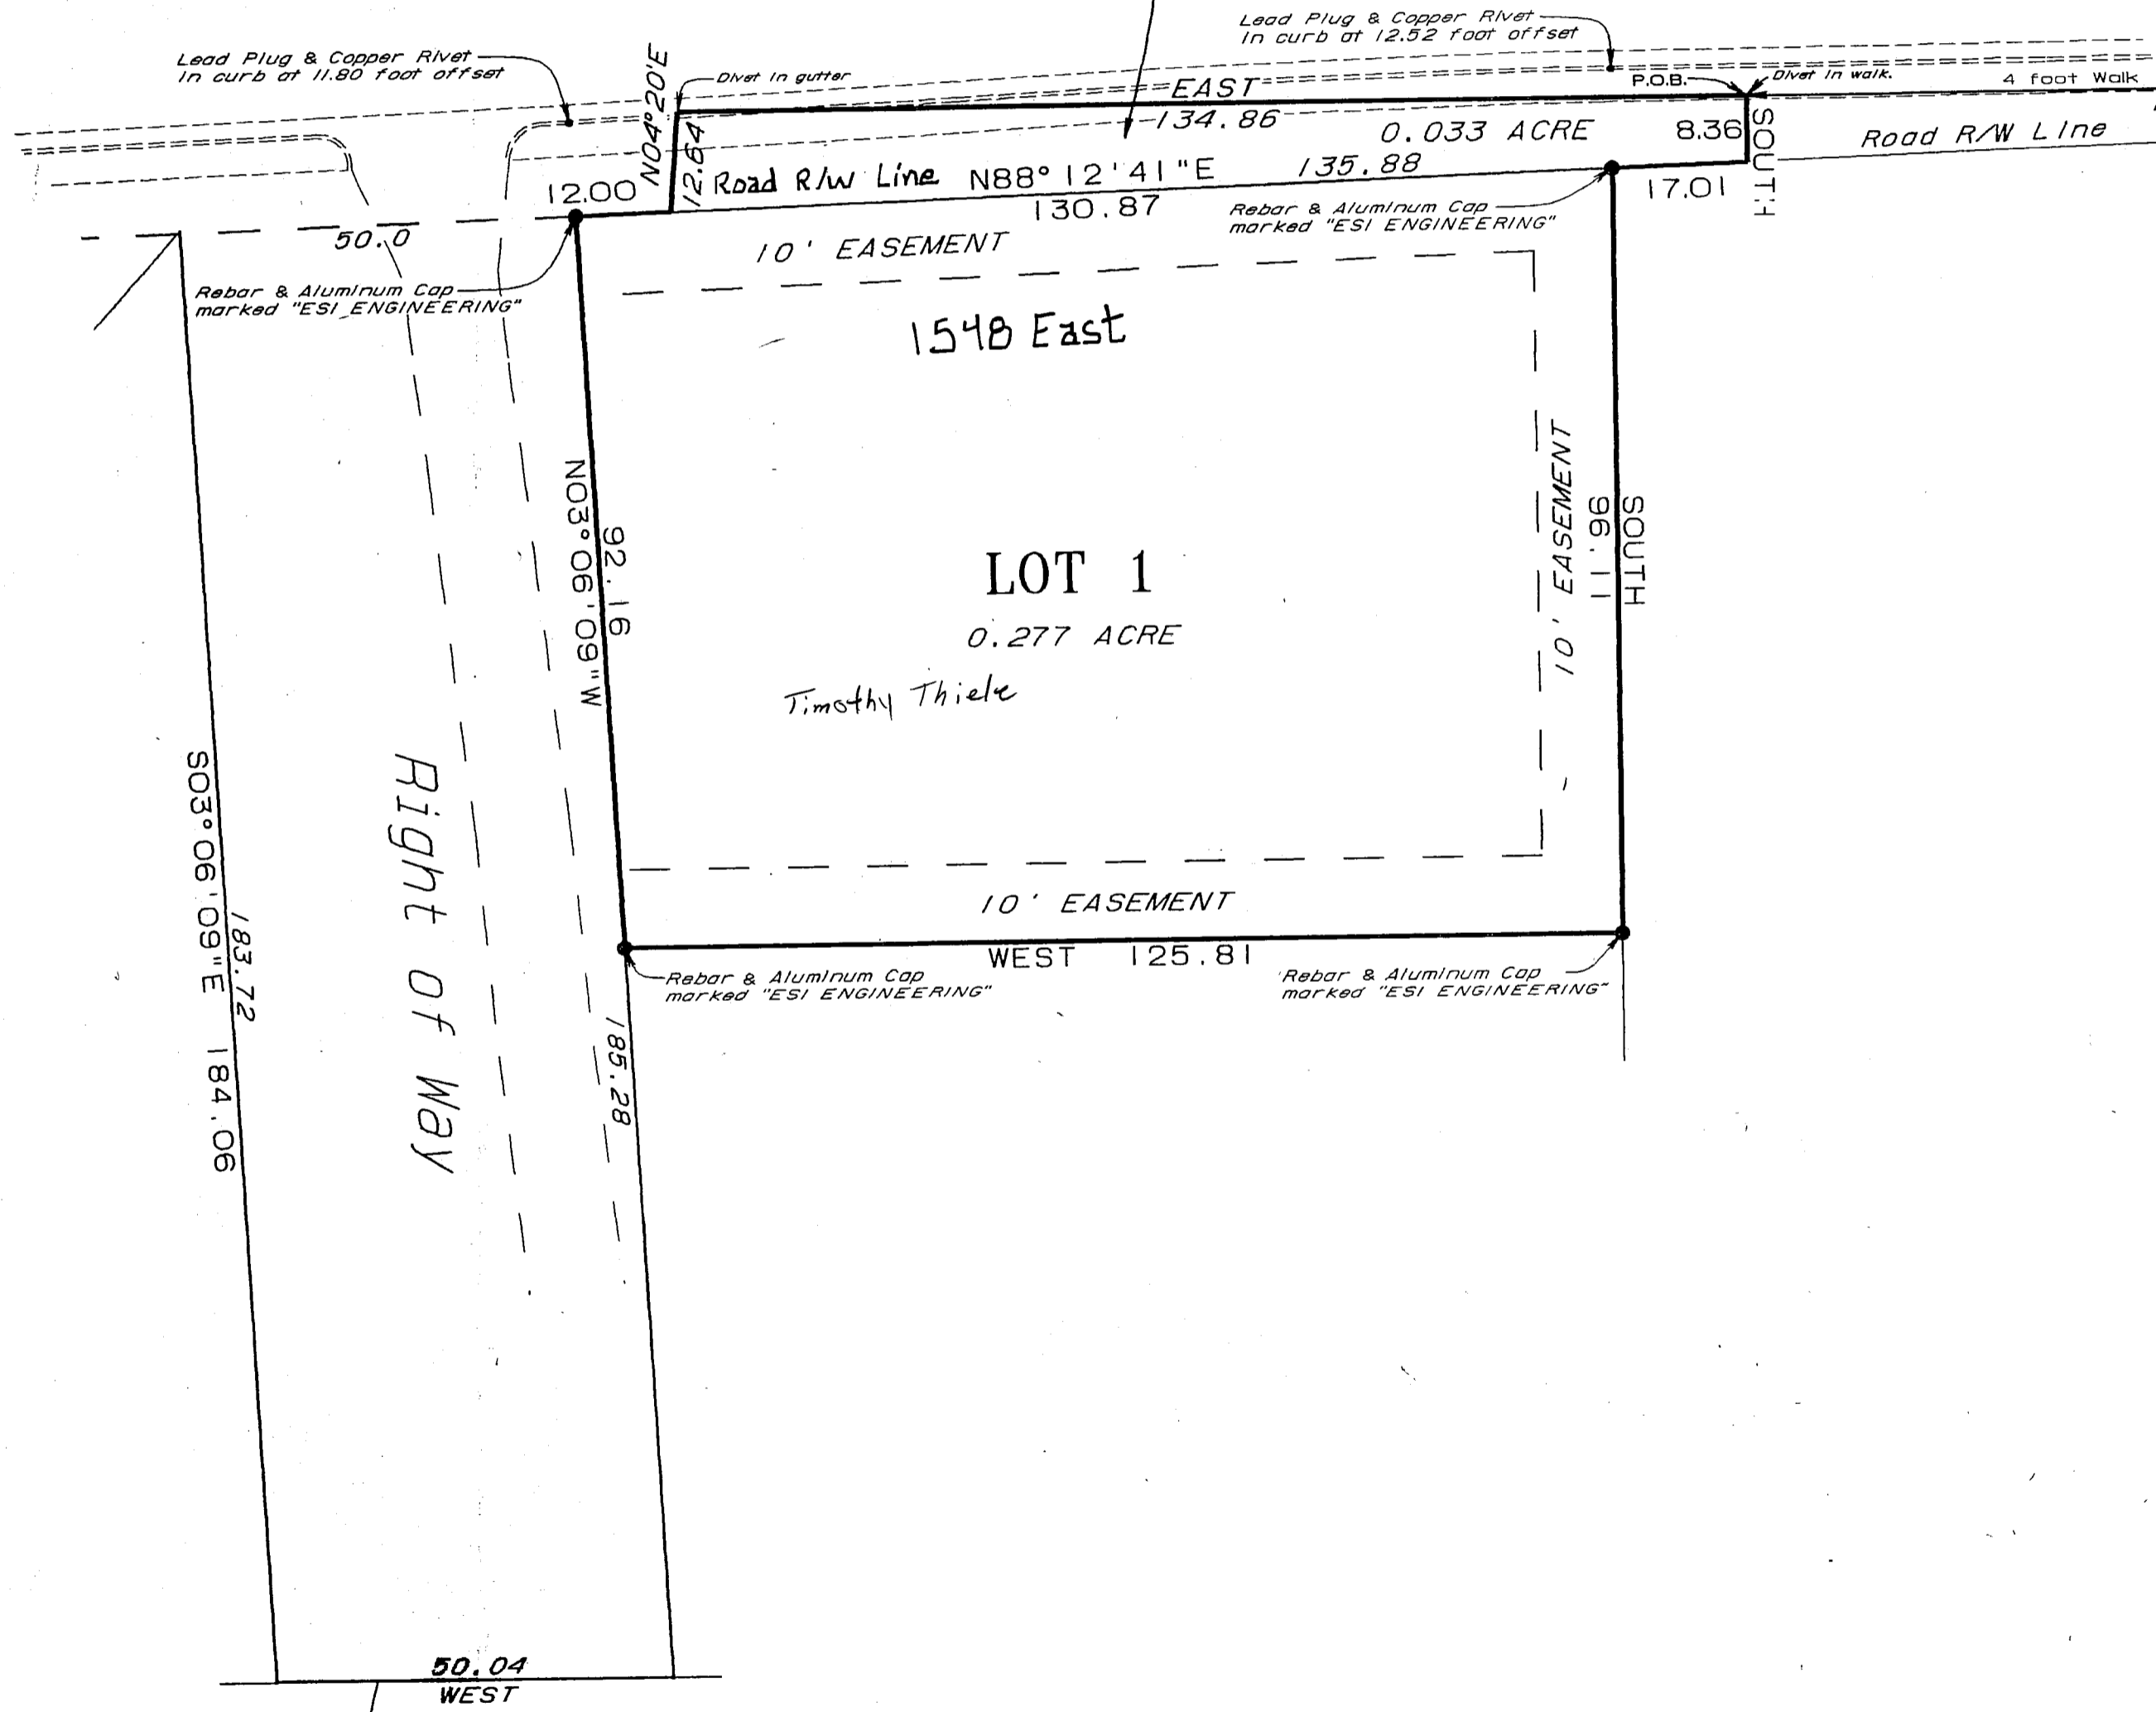 Lead Plug & Copper Rivet
In curb at 12.52 foot offset
Lead Plug & Copper Rivet
In curb at 11.80 foot offset
N04°20'E
12.64
Divet in gutter
EAST
134.86
P.O.B.
Divet in walk.
4 foot Walk
0.033 ACRE
8.36
SOUTH
Road R/W Line
12.00
Road R/W Line N88°12'41"E 135.88
130.87
17.01
50.0
Rebar & Aluminum Cap
marked "ESI ENGINEERING"
10' EASEMENT
Rebar & Aluminum Cap
marked "ESI ENGINEERING"
1548 East
N03°06'09"W
92.16
10' EASEMENT
SOUTH
96.11
LOT 1
0.277 ACRE
Timothy Thiele
S03°06'09"E 184.06
183.72
Right of Way
10' EASEMENT
WEST 125.81
Rebar & Aluminum Cap
marked "ESI ENGINEERING"
Rebar & Aluminum Cap
marked "ESI ENGINEERING"
185.28
50.04
WEST